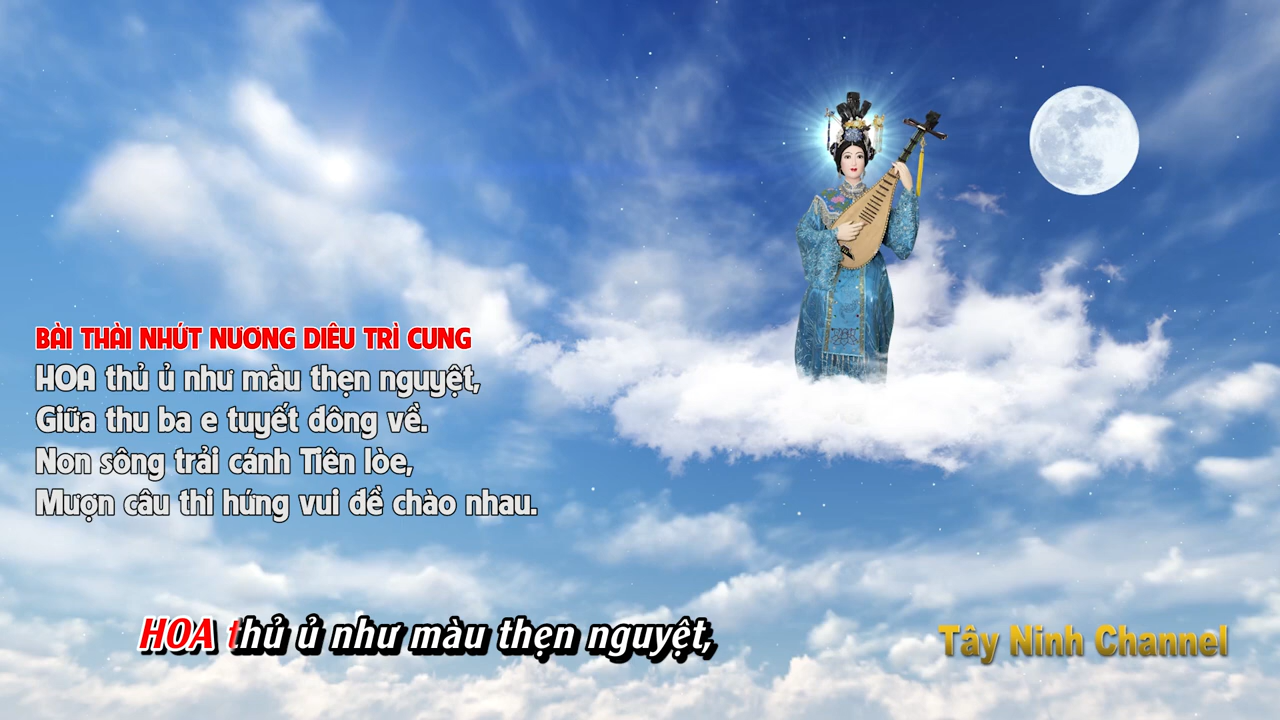 BÀI THÀI NHỨT NƯƠNG DIÊU TRÌ CUNG
HOA thủ ủ như màu thẹn nguyệt,
Giữa thu ba e tuyết đông về.
Non sông trải cánh Tiên lòe,
Mượn câu thi hứng vui đề chào nhau.
HOA thủ ủ như màu thẹn nguyệt,
Tây Ninh Channel